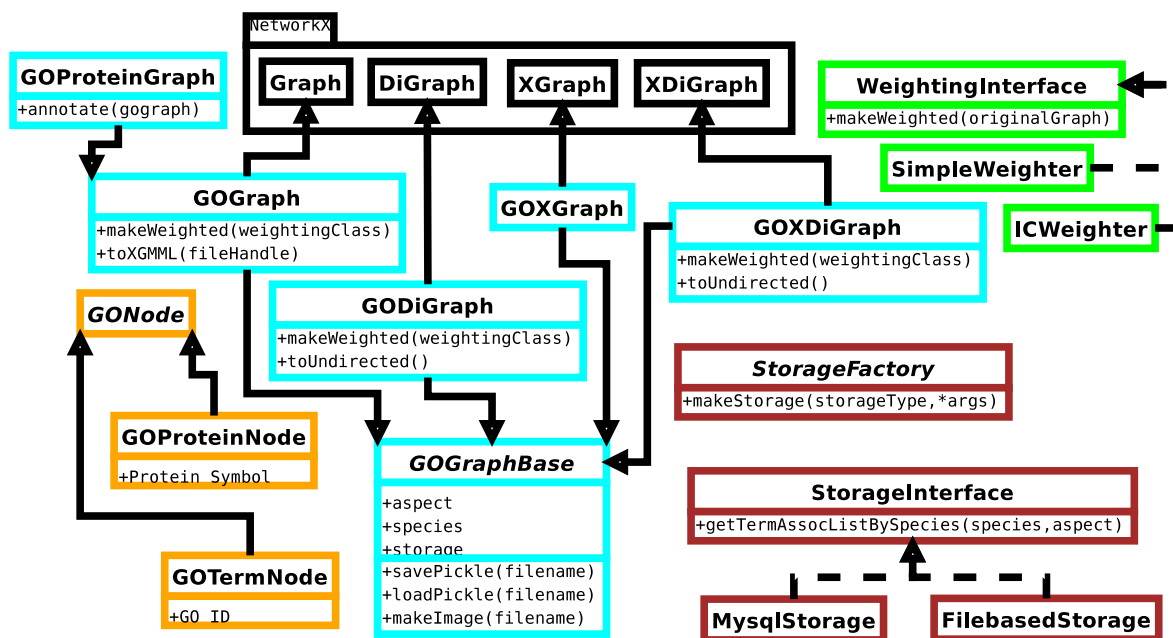 NetworkX
Graph
DiGraph
XGraph
XDiGraph
GOProteinGraph
+annotate(gograph)
WeightingInterface
+makeWeighted(originalGraph)
SimpleWeighter
ICWeighter
GOGraph
+makeWeighted(weightingClass)
+toXGMML(fileHandle)
GOXGraph
GOXDiGraph
+makeWeighted(weightingClass)
+toUndirected()
GONode
GODiGraph
+makeWeighted(weightingClass)
+toUndirected()
StorageFactory
+makeStorage(storageType,*args)
GOProteinNode
+Protein Symbol
GOGraphBase
+aspect
+species
+storage
+savePickle(filename)
+loadPickle(filename)
+makeImage(filename)
StorageInterface
+getTermAssocListBySpecies(species,aspect)
GOTermNode
+GO ID
MysqlStorage
FilebasedStorage